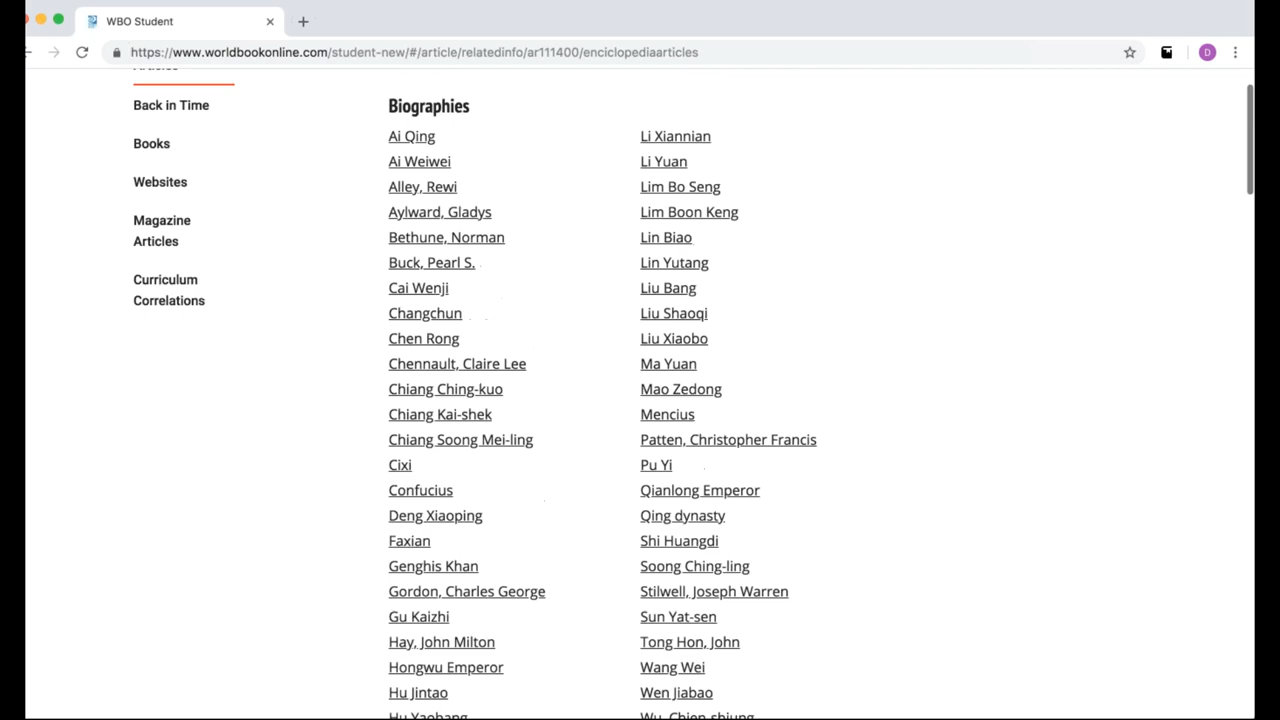 WBO Student
https://www.worldbookonline.com/student-new/#/article/relatedinfo/ar111400/enciclopediaarticles
D
Articles
Back in Time
Books
Websites
Magazine
Articles
Curriculum
Correlations
Biographies
Ai Qing
Ai Weiwei
Alley, Rewi
Aylward, Gladys
Bethune, Norman
Buck, Pearl S.
Cai Wenji
Changchun
Chen Rong
Chennault, Claire Lee
Chiang Ching-kuo
Chiang Kai-shek
Chiang Soong Mei-ling
Cixi
Confucius
Deng Xiaoping
Faxian
Genghis Khan
Gordon, Charles George
Gu Kaizhi
Hay, John Milton
Hongwu Emperor
Hu Jintao
Hu Yaobang
Li Xiannian
Li Yuan
Lim Bo Seng
Lim Boon Keng
Lin Biao
Lin Yutang
Liu Bang
Liu Shaoqi
Liu Xiaobo
Ma Yuan
Mao Zedong
Mencius
Patten, Christopher Francis
Pu Yi
Qianlong Emperor
Qing dynasty
Shi Huangdi
Soong Ching-ling
Stilwell, Joseph Warren
Sun Yat-sen
Tong Hon, John
Wang Wei
Wen Jiabao
Wu, Chien-shiung